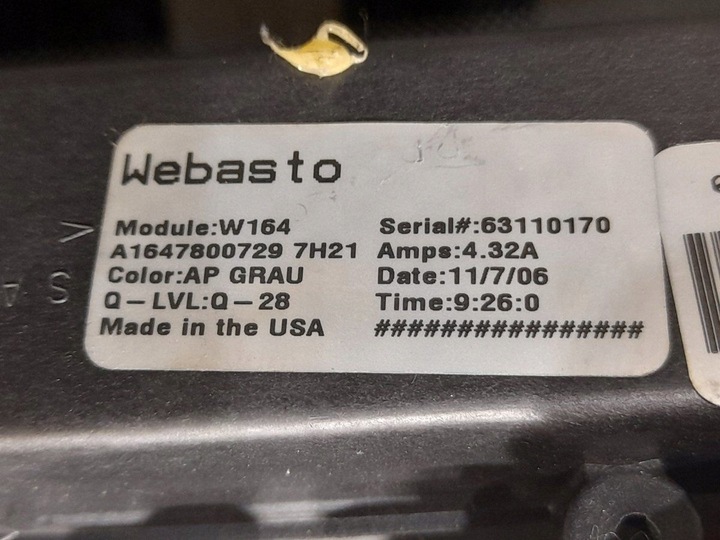 Webasto
Module:W164
A1647800729 7H21
Color:AP GRAU
Q-LVL:Q-28
Made in the USA
Serial#:63110170
Amps:4.32A
Date:11/7/06
Time:9:26:0
################